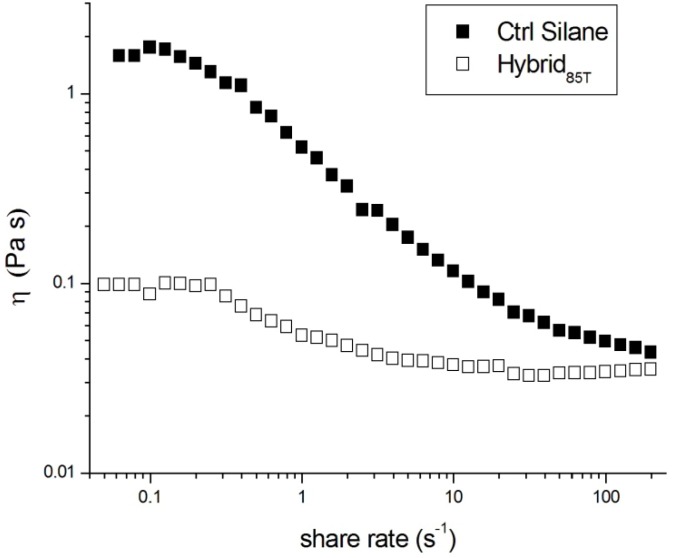 Ctrl Silane
Hybrid85T
η (Pa s)
1
0.1
0.01
0.1
1
10
100
share rate (s-1)